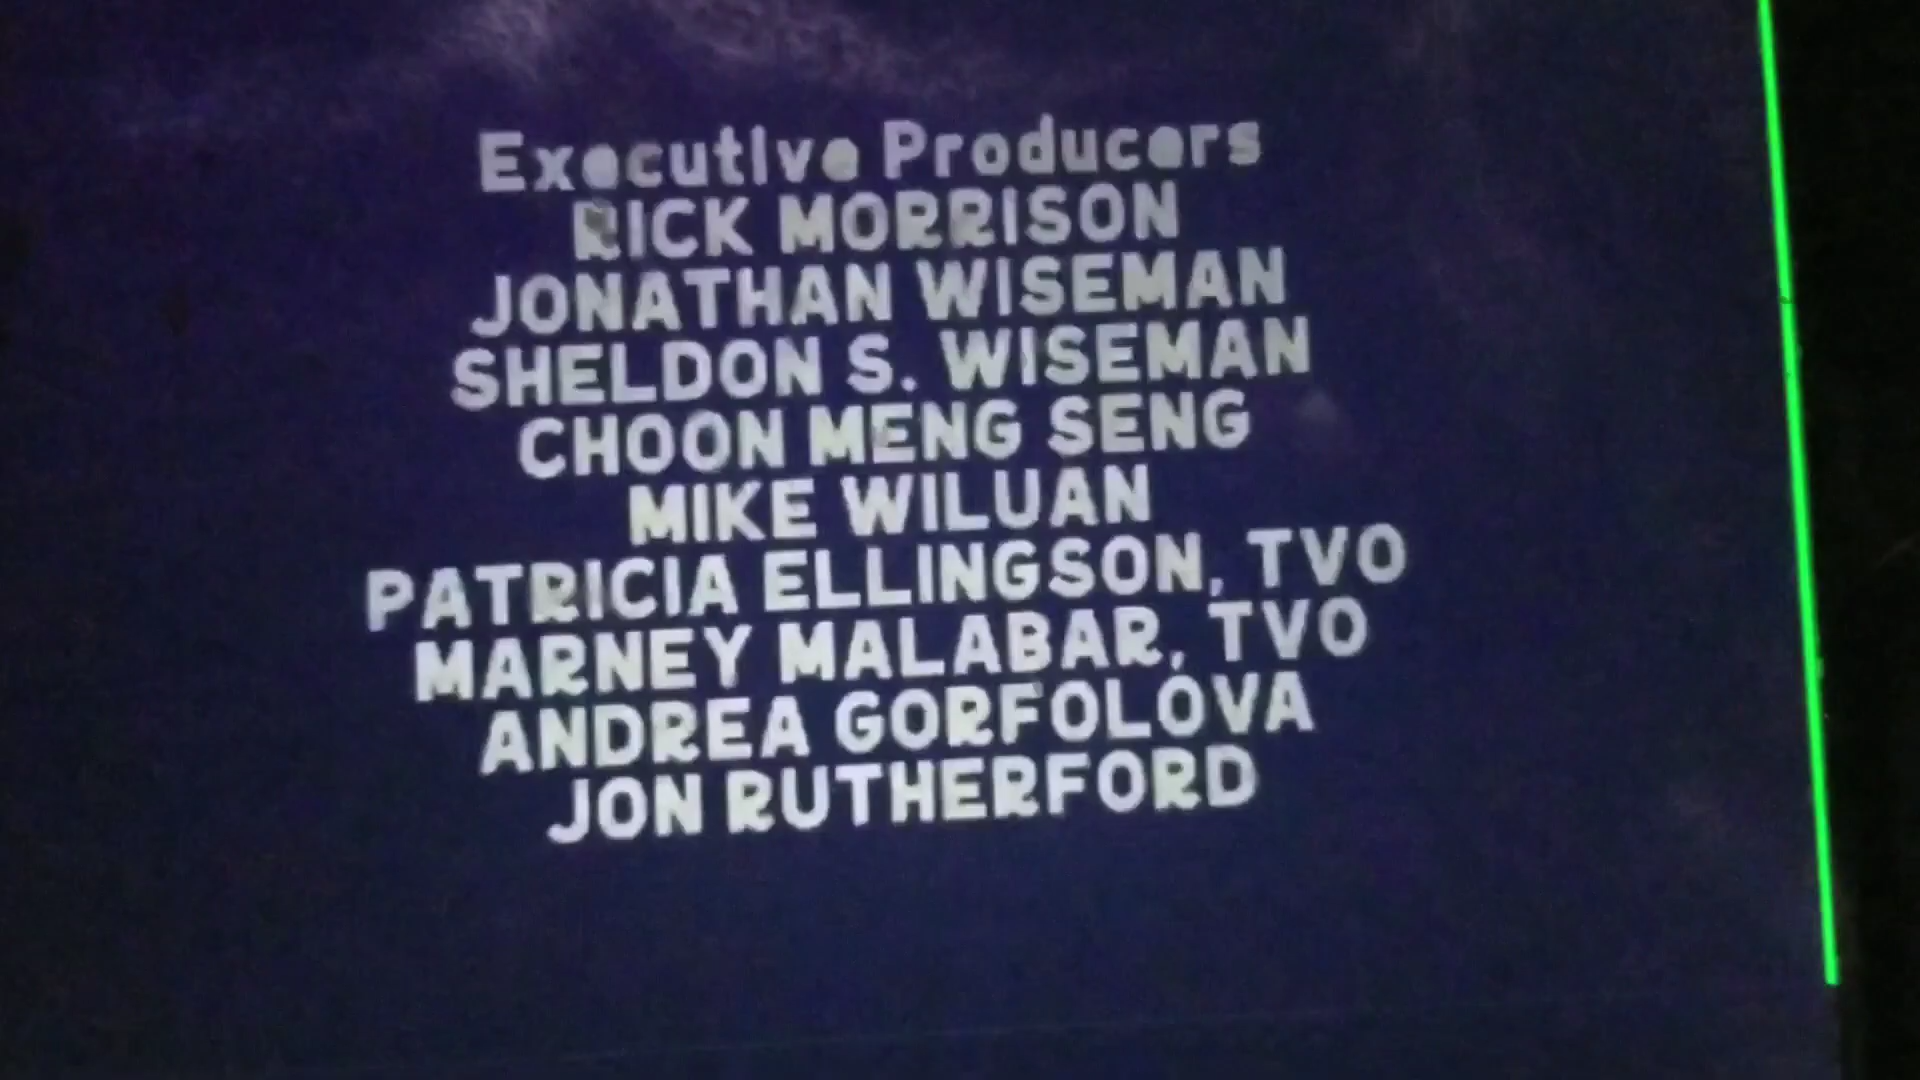 Executive Producers
RICK MORRISON
JONATHAN WISEMAN
SHELDON S. WISEMAN
CHOON MENG SENG
MIKE WILUAN
PATRICIA ELLINGSON, TVO
MARNEY MALABAR, TVO
ANDREA GORFOLOVA
JON RUTHERFORD